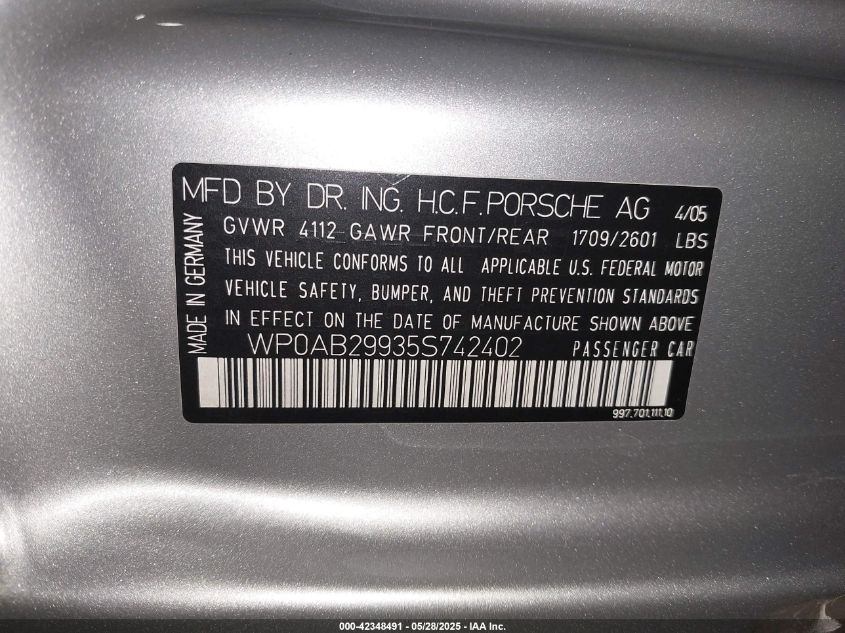 MFD BY DR. ING. H.C.F.PORSCHE AG 4/05
GVWR 4112 GAWR FRONT/REAR 1709/2601 LBS
THIS VEHICLE CONFORMS TO ALL APPLICABLE U.S. FEDERAL MOTOR
VEHICLE SAFETY, BUMPER, AND THEFT PREVENTION STANDARDS
IN EFFECT ON THE DATE OF MANUFACTURE SHOWN ABOVE
WP0AB29935S742402 PASSENGER CAR
997.701.111.10
MADE IN GERMANY
000-42348491 - 05/28/2025 - IAA Inc.